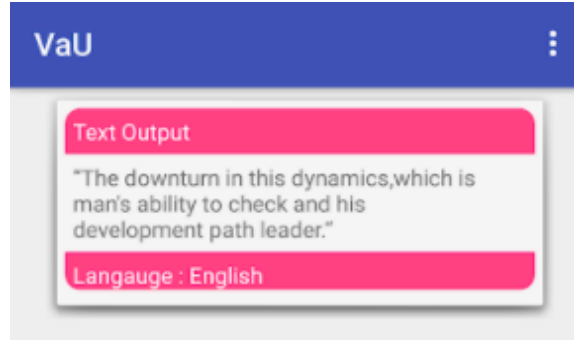 VaU
Text Output
“The downturn in this dynamics,which is
man's ability to check and his
development path leader.”
Langauge : English